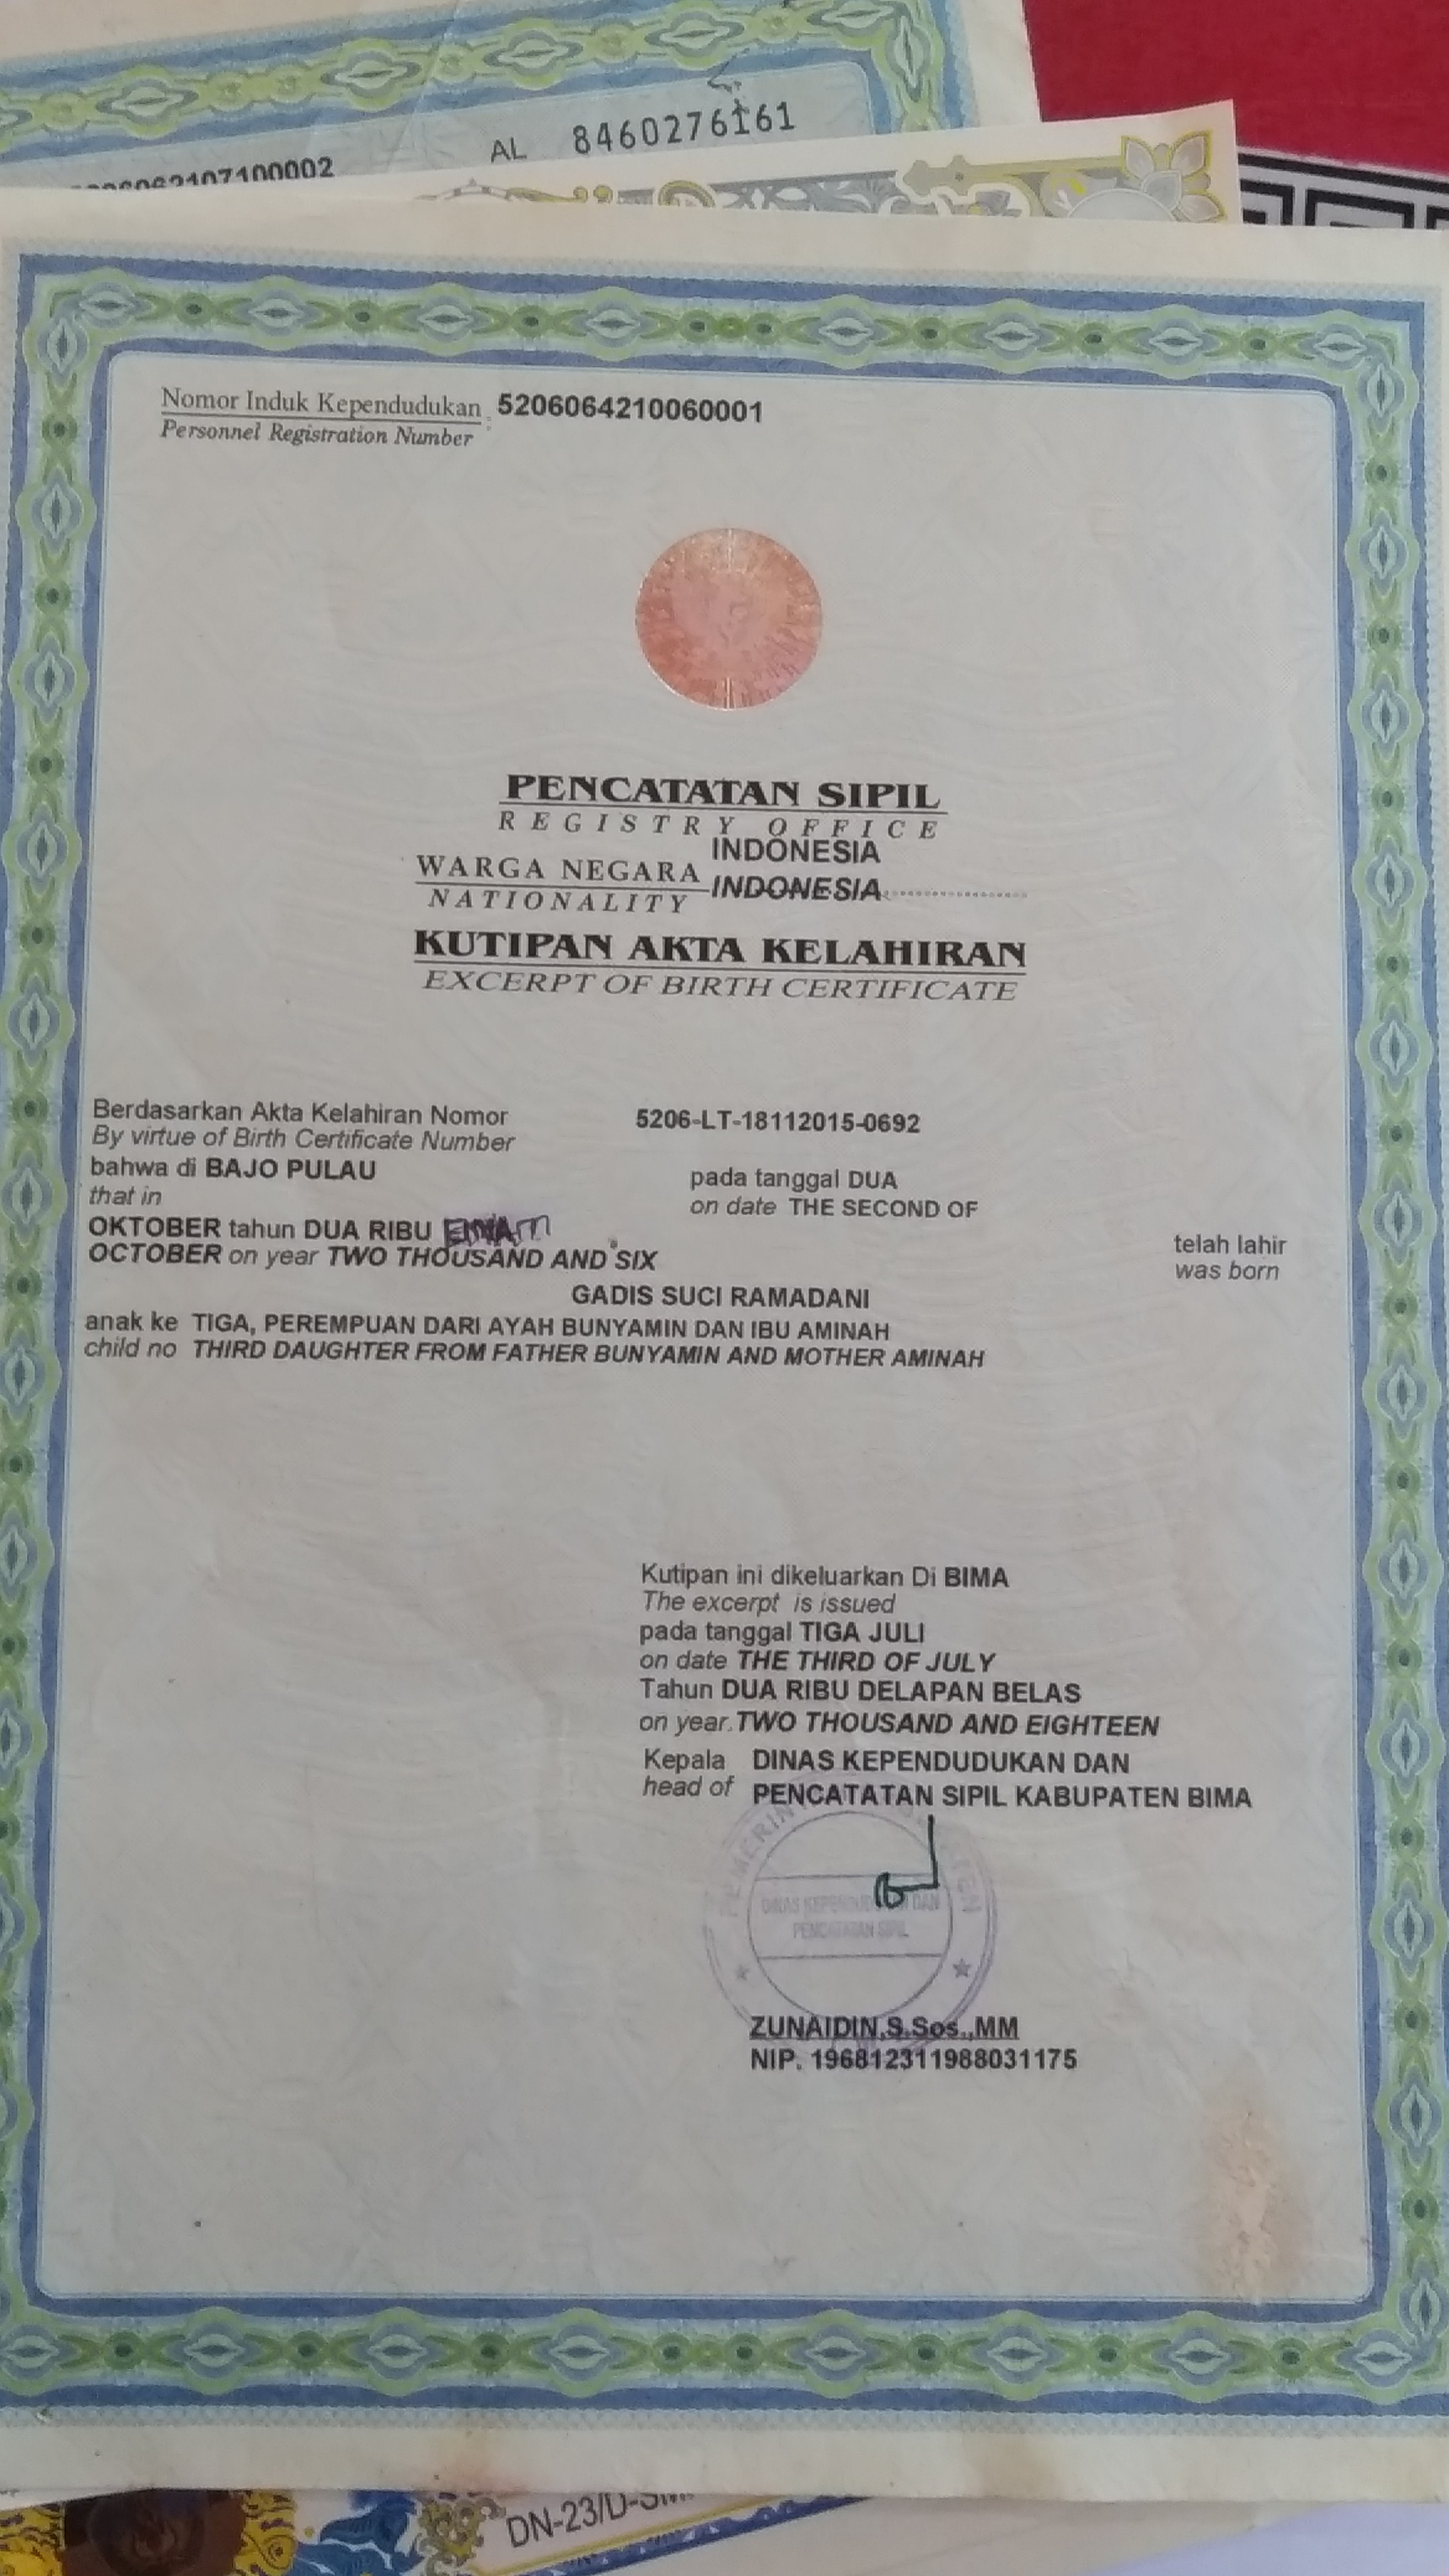 AL 8460276161
062107100002
Nomor Induk Kependudukan : 5206064210060001
Personnel Registration Number
PENCATATAN SIPIL
REGISTRY OFFICE
INDONESIA
WARGA NEGARA
INDONESIA
NATIONALITY
KUTIPAN AKTA KELAHIRAN
EXCERPT OF BIRTH CERTIFICATE
Berdasarkan Akta Kelahiran Nomor 5206-LT-18112015-0692
By virtue of Birth Certificate Number
bahwa di BAJO PULAU pada tanggal DUA
that in on date THE SECOND OF
OKTOBER tahun DUA RIBU telah lahir
OCTOBER on year TWO THOUSAND AND SIX was born
GADIS SUCI RAMADANI
anak ke TIGA, PEREMPUAN DARI AYAH BUNYAMIN DAN IBU AMINAH
child no THIRD DAUGHTER FROM FATHER BUNYAMIN AND MOTHER AMINAH
Kutipan ini dikeluarkan Di BIMA
The excerpt is issued
pada tanggal TIGA JULI
on date THE THIRD OF JULY
Tahun DUA RIBU DELAPAN BELAS
on year. TWO THOUSAND AND EIGHTEEN
Kepala DINAS KEPENDUDUKAN DAN
head of PENCATATAN SIPIL KABUPATEN BIMA
DINAS KEPENDUDUKAN DAN
PENCATATAN SIPIL
ZUNAIDIN,S.Sos.,MM
NIP. 196812311988031175
DN-23/D-SM